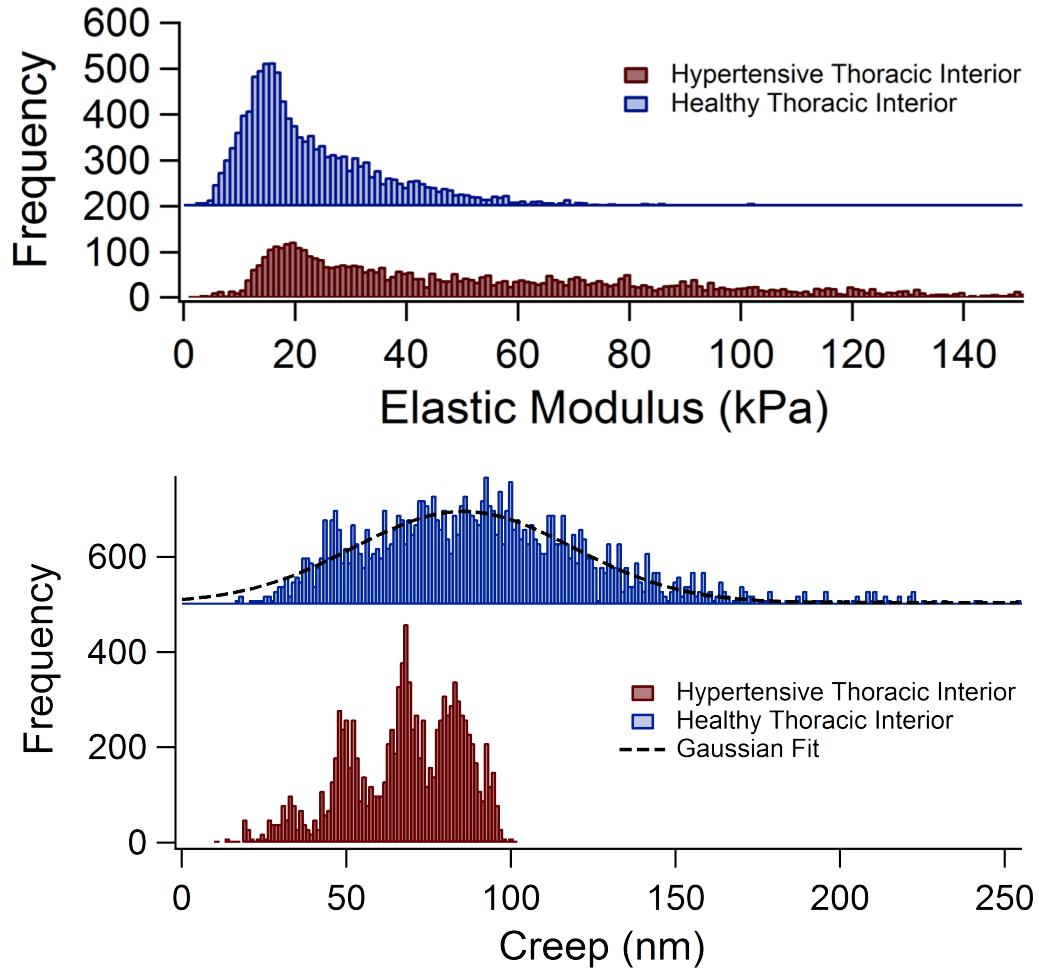 Frequency
600
500
400
300
200
100
0
Hypertensive Thoracic Interior
Healthy Thoracic Interior
0 20 40 60 80 100 120 140
Elastic Modulus (kPa)
Frequency
600
400
200
0
Hypertensive Thoracic Interior
Healthy Thoracic Interior
Gaussian Fit
0 50 100 150 200 250
Creep (nm)